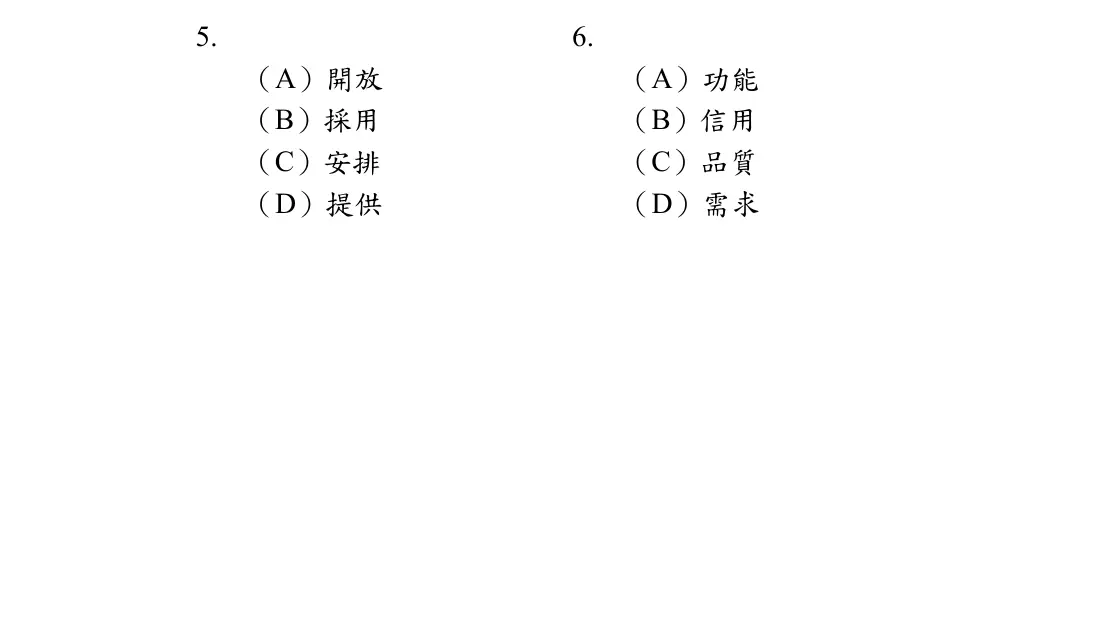 5.
（A）開放
（B）採用
（C）安排
（D）提供
6.
（A）功能
（B）信用
（C）品質
（D）需求